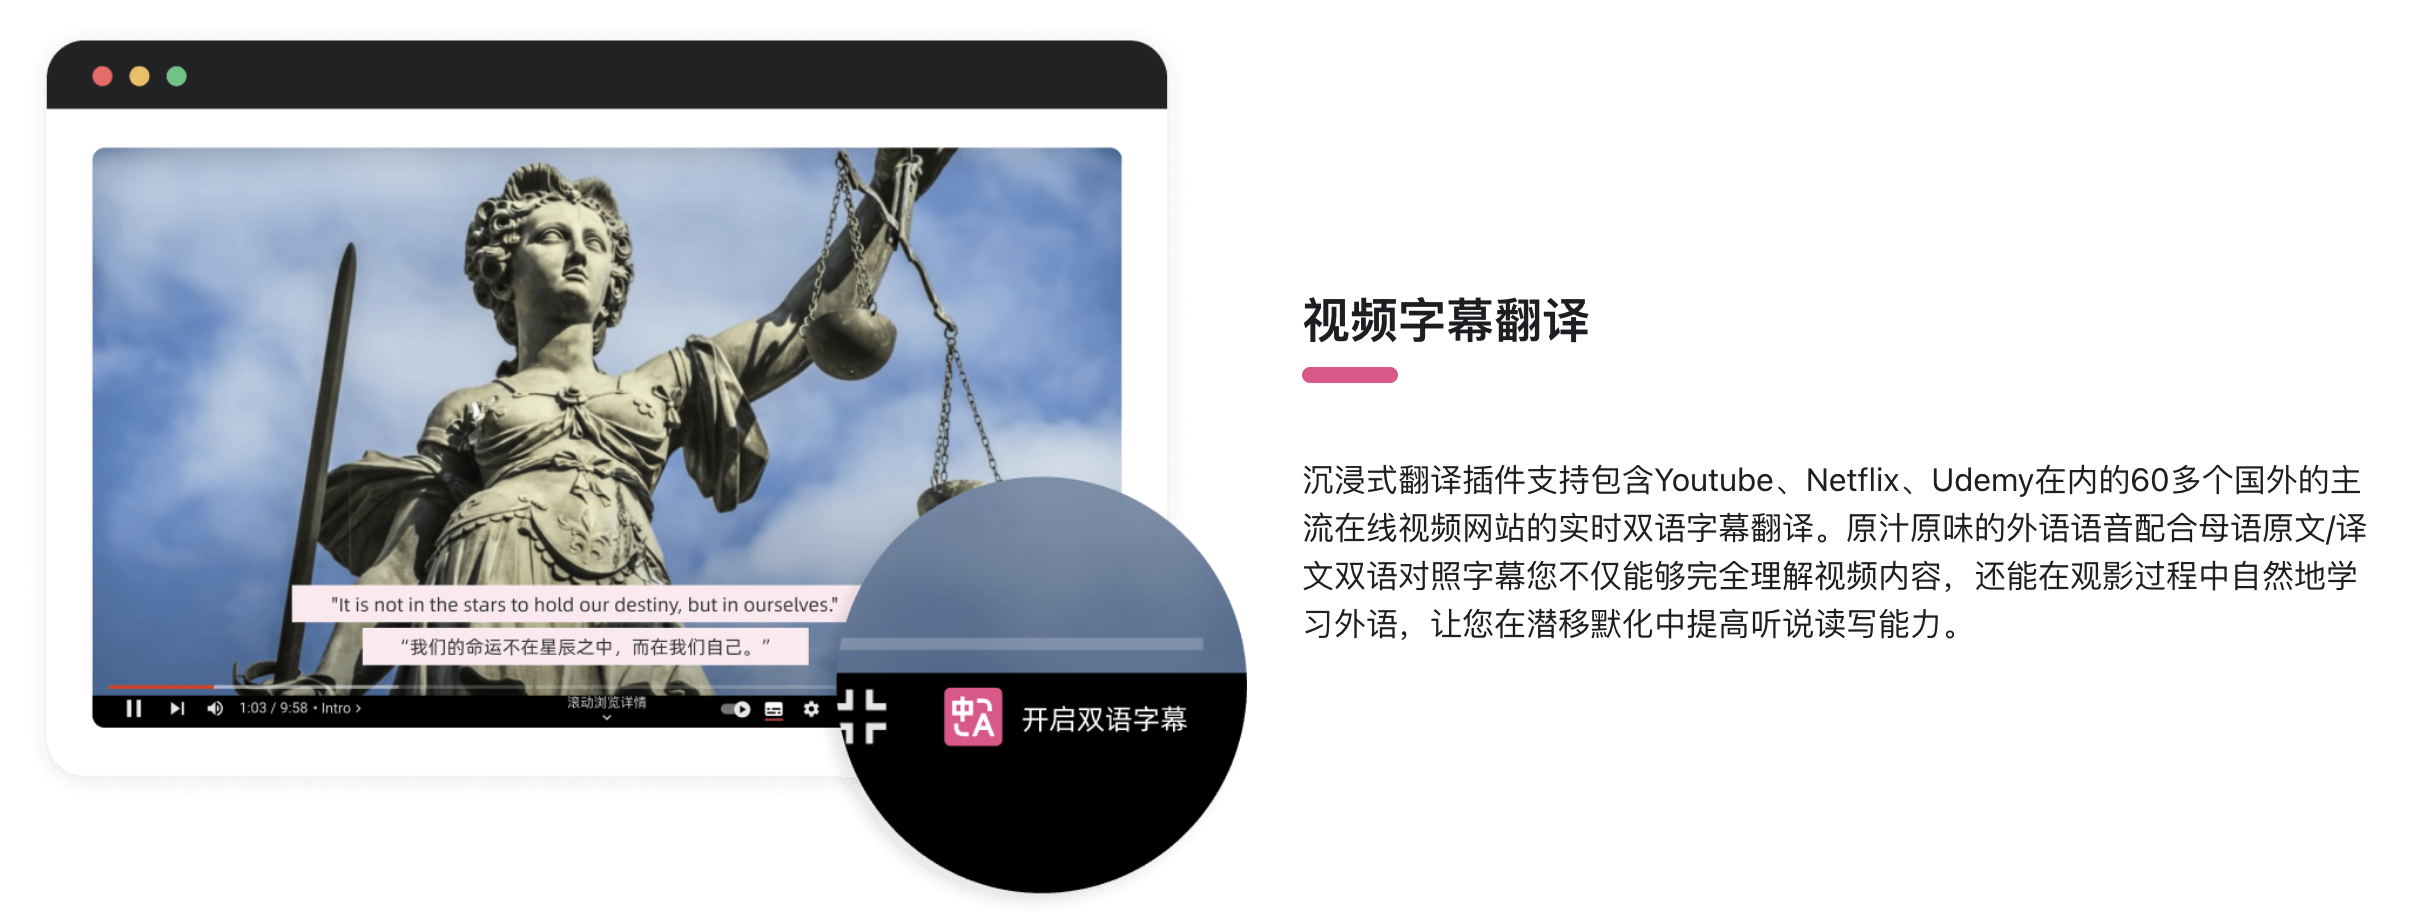 "It is not in the stars to hold our destiny, but in ourselves."
“我们的命运不在星辰之中，而在我们自己。”
1:03 / 9:58 • Intro >
滚动浏览详情
中A
开启双语字幕
视频字幕翻译
沉浸式翻译插件支持包含Youtube、Netflix、Udemy在内的60多个国外的主
流在线视频网站的实时双语字幕翻译。原汁原味的外语语音配合母语原文/译
文双语对照字幕您不仅能够完全理解视频内容，还能在观影过程中自然地学
习外语，让您在潜移默化中提高听说读写能力。